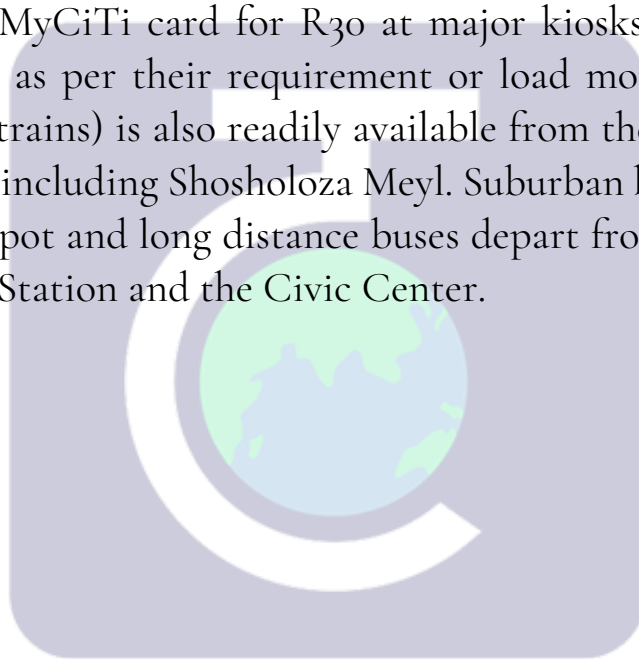 MyCiTi card for R30 at major kiosks
as per their requirement or load mo
trains) is also readily available from the
including Shosholoza Meyl. Suburban b
pot and long distance buses depart fro
Station and the Civic Center.